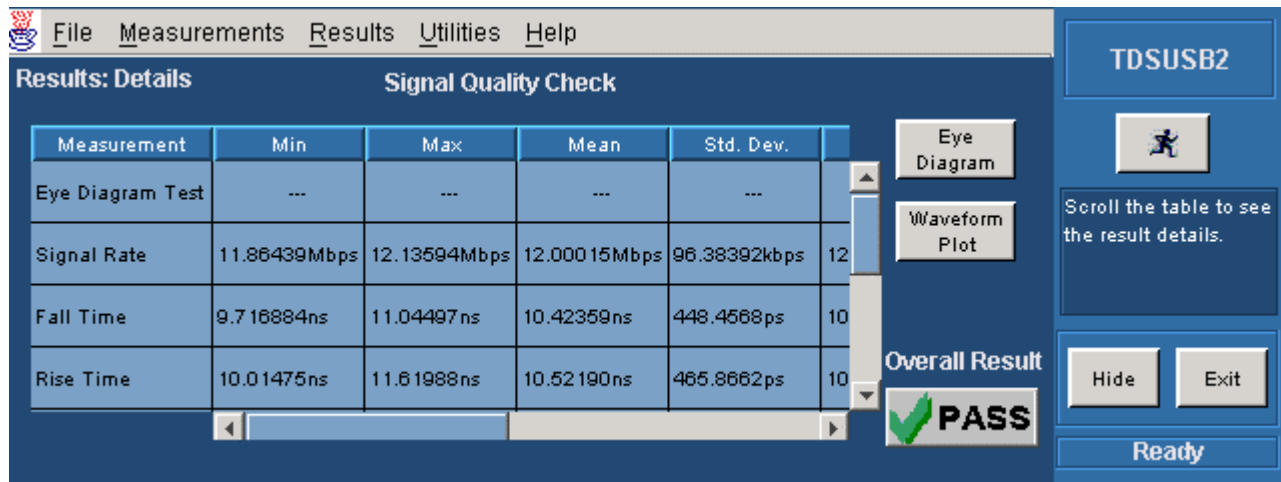 File Measurements Results Utilities Help
TDSUSB2
Results: Details
Signal Quality Check
Measurement Min Max Mean Std. Dev.
Eye Diagram Test --- --- --- ---
Signal Rate 11.86439Mbps 12.13594Mbps 12.00015Mbps 96.38392kbps 12
Fall Time 9.716884ns 11.04497ns 10.42359ns 448.4568ps 10
Rise Time 10.01475ns 11.61988ns 10.52190ns 465.8662ps 10
Eye
Diagram
Waveform
Plot
Overall Result
PASS
Scroll the table to see
the result details.
Hide Exit
Ready